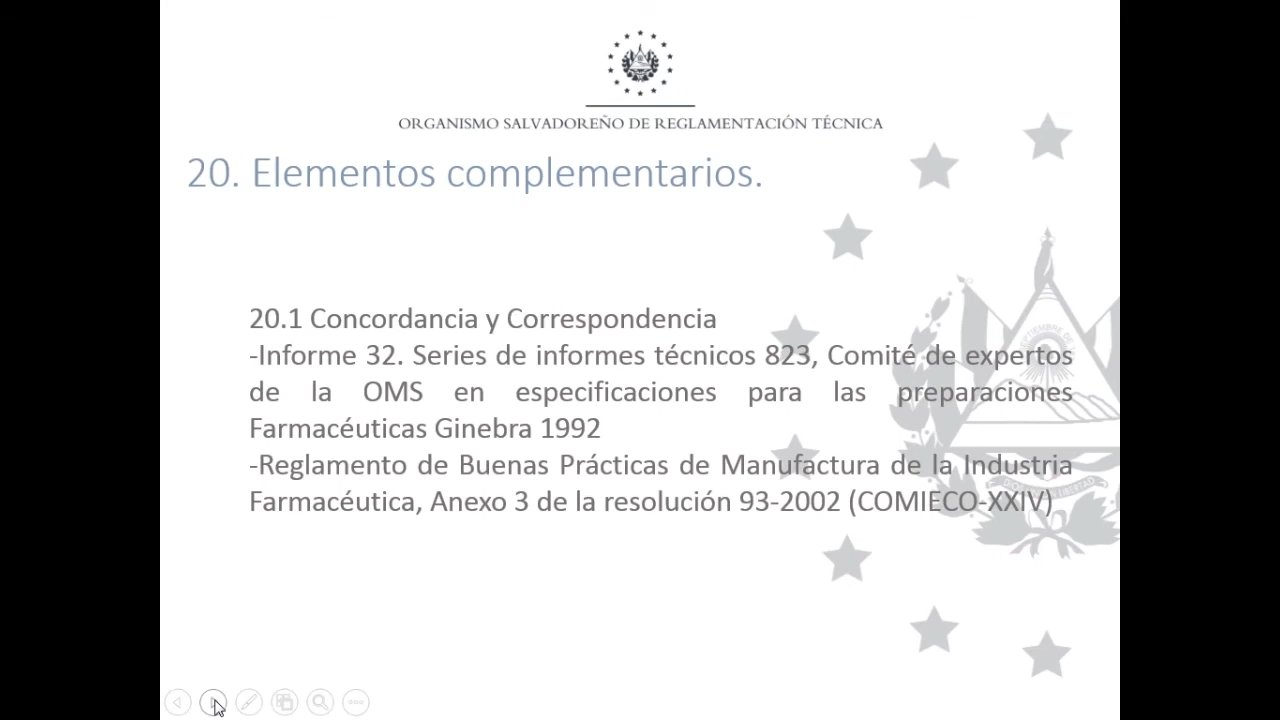 ORGANISMO SALVADOREÑO DE REGLAMENTACIÓN TÉCNICA
20. Elementos complementarios.
20.1 Concordancia y Correspondencia
-Informe 32. Series de informes técnicos 823, Comité de expertos
de la OMS en especificaciones para las preparaciones
Farmacéuticas Ginebra 1992
-Reglamento de Buenas Prácticas de Manufactura de la Industria
Farmacéutica, Anexo 3 de la resolución 93-2002 (COMIECO-XXIV)